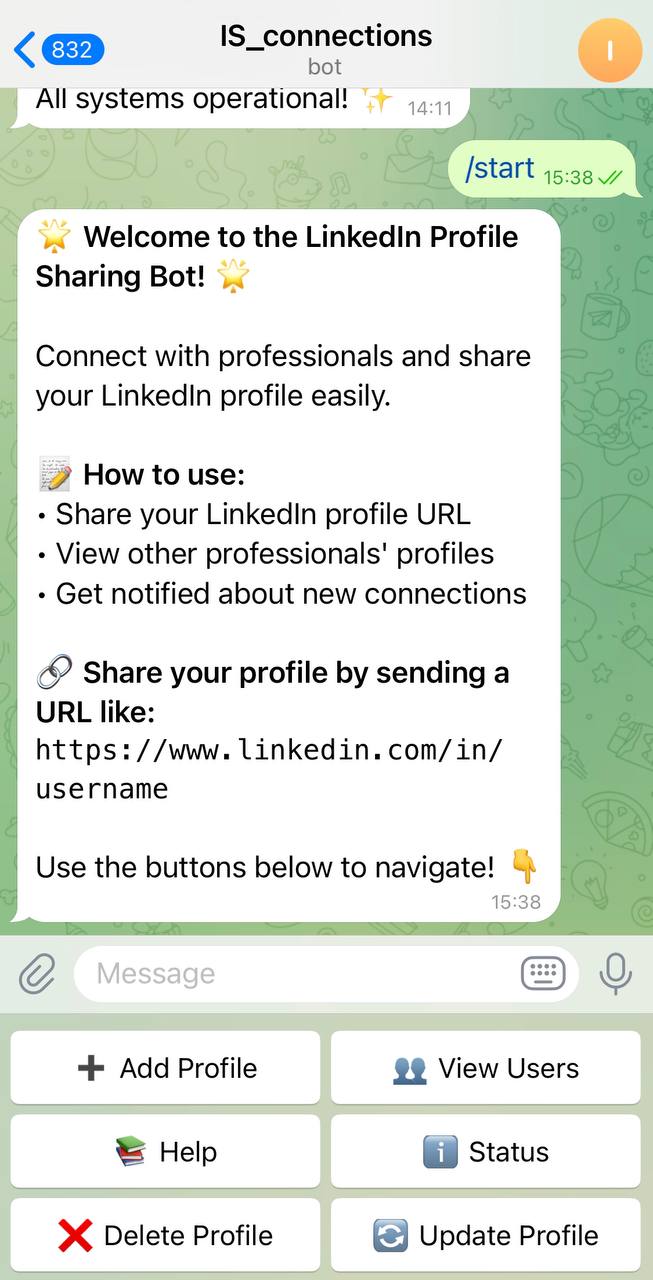 832
IS_connections
bot
All systems operational! ✨ 14:11
/start 15:38
🌟 Welcome to the LinkedIn Profile
Sharing Bot! 🌟
Connect with professionals and share
your LinkedIn profile easily.
📝 How to use:
• Share your LinkedIn profile URL
• View other professionals' profiles
• Get notified about new connections
🔗 Share your profile by sending a
URL like:
https://www.linkedin.com/in/
username
Use the buttons below to navigate! 👇
15:38
Message
➕ Add Profile
👥 View Users
📚 Help
ℹ️ Status
❌ Delete Profile
🔄 Update Profile